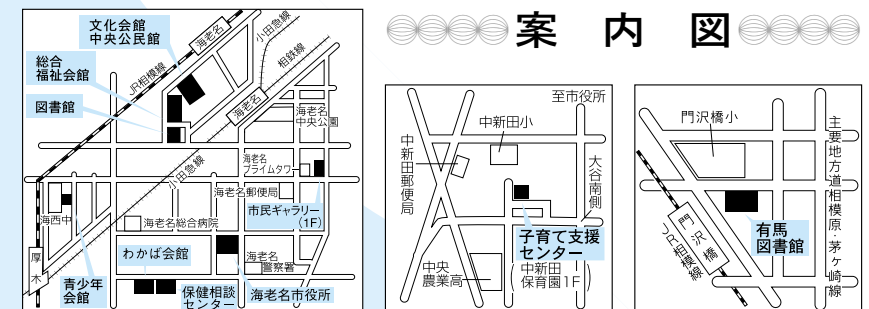 案内図
文化会館
中央公民館
海老名
小田急線
JR相模線
相鉄線
総合
福祉会館
図書館
海老名
海老名
中央公園
小田急線
海老名
プライムタワー
海老名郵便局
海西中
市民ギャラリー
(1F)
海老名総合病院
わかば会館
海老名
警察署
厚木
青少年
会館
保健相談
センター
海老名市役所
至市役所
中新田小
中新田郵便局
大谷南側
子育て支援
センター
中新田
保育園1F
中央
農業高
門沢橋小
主要地方道相模原・茅ヶ崎線
有馬
図書館
門沢橋
JR相模線